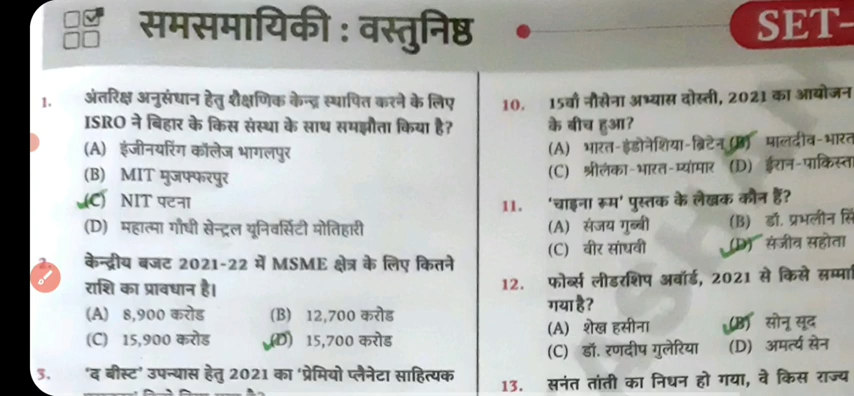 समसमायिकी : वस्तुनिष्ठ
SET-
1. अंतरिक्ष अनुसंधान हेतु शैक्षणिक केन्द्र स्थापित करने के लिए
ISRO ने बिहार के किस संस्था के साथ समझौता किया है?
(A) इंजीनयरिंग कॉलेज भागलपुर
(B) MIT मुजफ्फरपुर
(C) NIT पटना
(D) महात्मा गाँधी सेन्ट्रल यूनिवर्सिटी मोतिहारी
2. केन्द्रीय बजट 2021-22 में MSME क्षेत्र के लिए कितने
राशि का प्रावधान है।
(A) 8,900 करोड (B) 12,700 करोड
(C) 15,900 करोड (D) 15,700 करोड
3. 'द बीस्ट' उपन्यास हेतु 2021 का 'प्रेमियो प्लैनेटा साहित्यक
10. 15वाँ नौसेना अभ्यास दोस्ती, 2021 का आयोजन
के बीच हुआ?
(A) भारत-इंडोनेशिया-ब्रिटेन (B) मालदीव-भारत
(C) श्रीलंका-भारत-म्यांमार (D) ईरान-पाकिस्ता
11. 'चाइना रूम' पुस्तक के लेखक कौन हैं?
(A) संजय गुब्बी (B) डॉ. प्रभलीन सिं
(C) वीर सांघवी (D) संजीव सहोता
12. फोर्ब्स लीडरशिप अवॉर्ड, 2021 से किसे सम्मा
गया है?
(A) शेख हसीना (B) सोनू सूद
(C) डॉ. रणदीप गुलेरिया (D) अमर्त्य सेन
13. सनंत तांती का निधन हो गया, वे किस राज्य